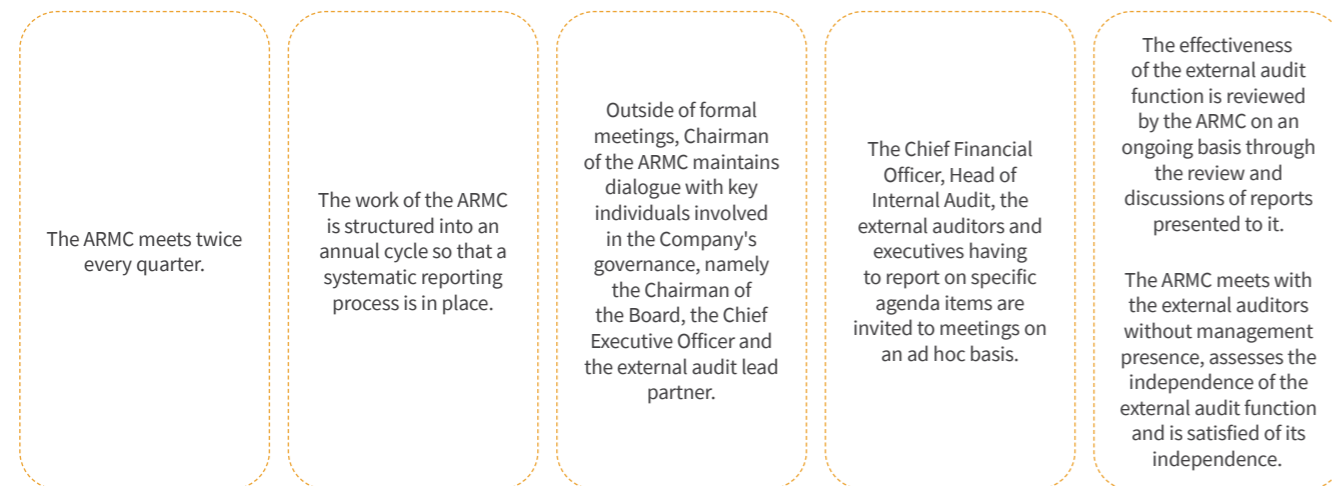 The ARMC meets twice
every quarter.
The work of the ARMC
is structured into an
annual cycle so that a
systematic reporting
process is in place.
Outside of formal
meetings, Chairman
of the ARMC maintains
dialogue with key
individuals involved
in the Company's
governance, namely
the Chairman of
the Board, the Chief
Executive Officer and
the external audit lead
partner.
The Chief Financial
Officer, Head of
Internal Audit, the
external auditors and
executives having
to report on specific
agenda items are
invited to meetings on
an ad hoc basis.
The effectiveness
of the external audit
function is reviewed
by the ARMC on an
ongoing basis through
the review and
discussions of reports
presented to it.
The ARMC meets with
the external auditors
without management
presence, assesses the
independence of the
external audit function
and is satisfied of its
independence.